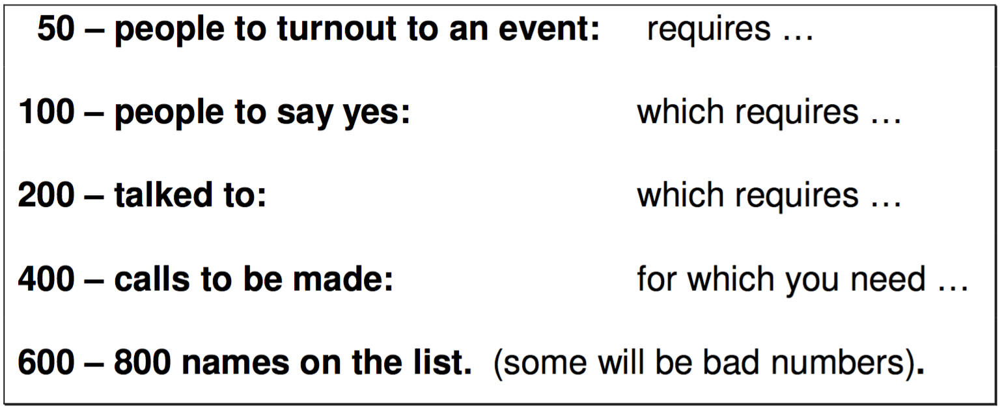 50 – people to turnout to an event: requires …
100 – people to say yes: which requires …
200 – talked to: which requires …
400 – calls to be made: for which you need …
600 – 800 names on the list. (some will be bad numbers).